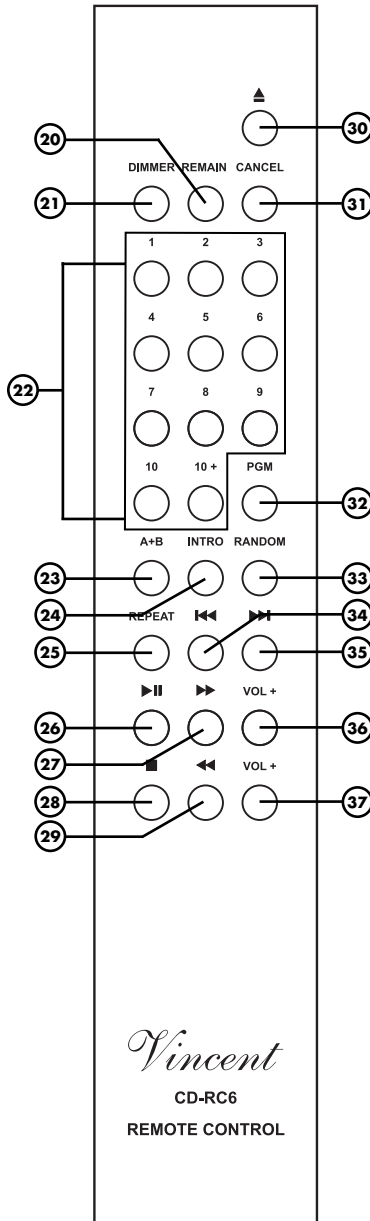 30
20
DIMMER REMAIN CANCEL
21
31
1 2 3
4 5 6
22
7 8 9
10 10 + PGM
32
A+B INTRO RANDOM
23
33
24
34
REPEAT
25
35
VOL +
26
36
27
VOL +
28
37
29
Vincent
CD-RC6
REMOTE CONTROL